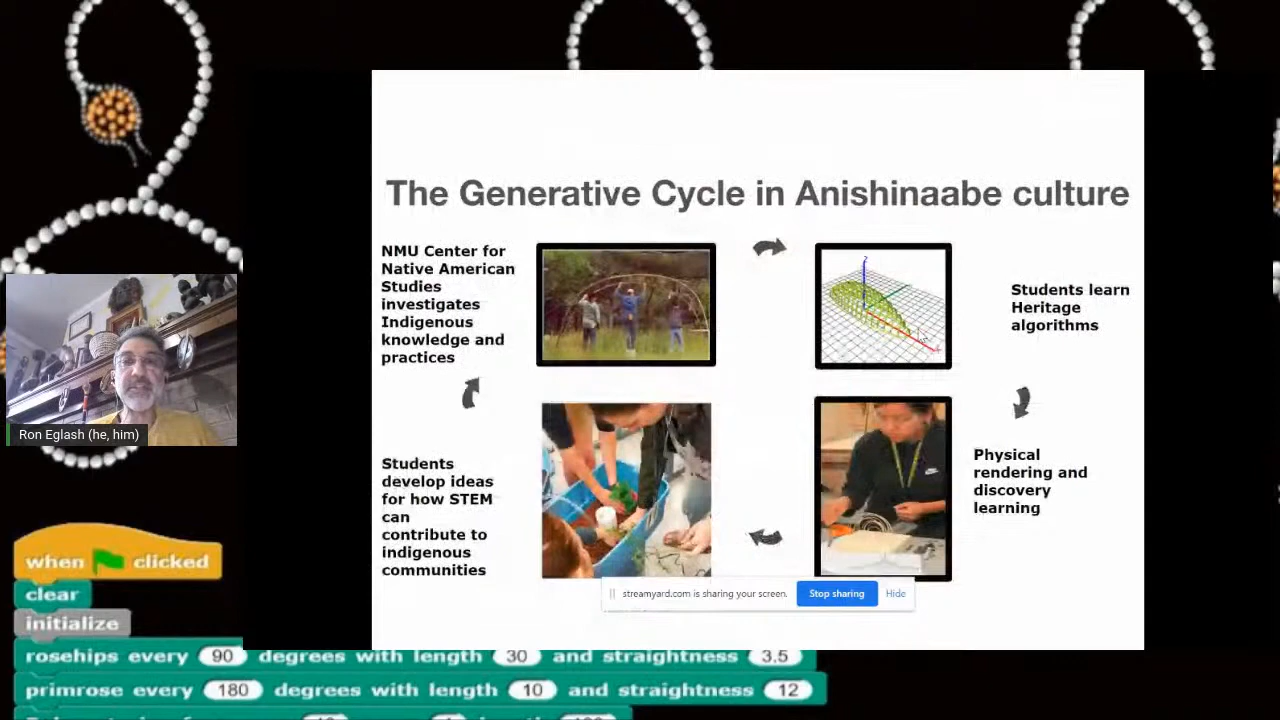 The Generative Cycle in Anishinaabe culture
NMU Center for
Native American
Studies
investigates
Indigenous
knowledge and
practices
Students learn
Heritage
algorithms
Physical
rendering and
discovery
learning
Students
develop ideas
for how STEM
can
contribute to
indigenous
communities
Ron Eglash (he, him)
streamyard.com is sharing your screen.
Stop sharing
Hide
when clicked
clear
initialize
rosehips every 90 degrees with length 30 and straightness 3.5
primrose every 180 degrees with length 10 and straightness 12